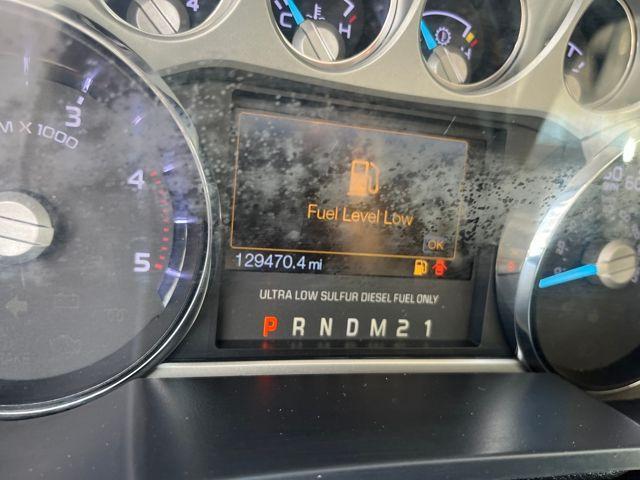 4
C H
3
M X 1000
4
5
Fuel Level Low
OK
129470.4 mi
ULTRA LOW SULFUR DIESEL FUEL ONLY
P R N D M 2 1